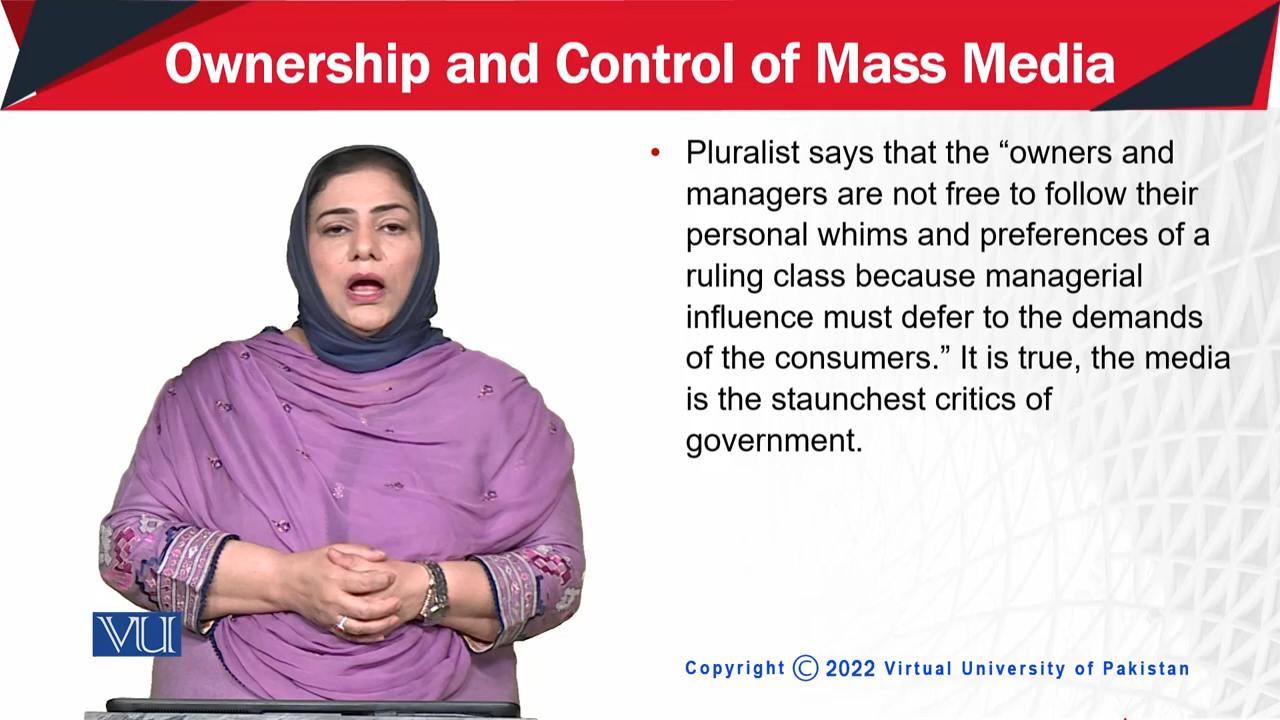 Ownership and Control of Mass Media
• Pluralist says that the “owners and
managers are not free to follow their
personal whims and preferences of a
ruling class because managerial
influence must defer to the demands
of the consumers.” It is true, the media
is the staunchest critics of
government.
VU
Copyright © 2022 Virtual University of Pakistan